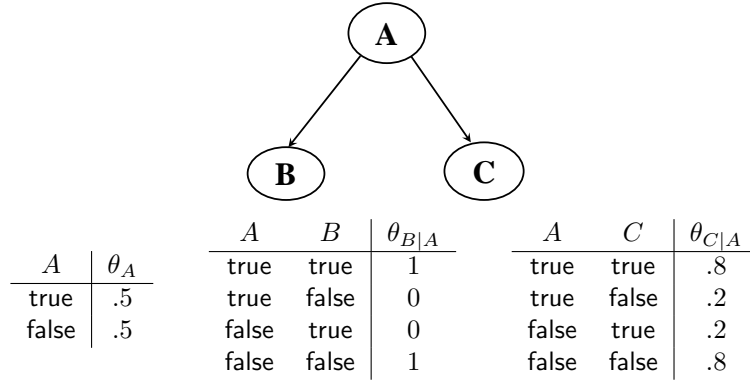 A
B C
A θ_A
true .5
false .5
A B θ_{B|A}
true true 1
true false 0
false true 0
false false 1
A C θ_{C|A}
true true .8
true false .2
false true .2
false false .8